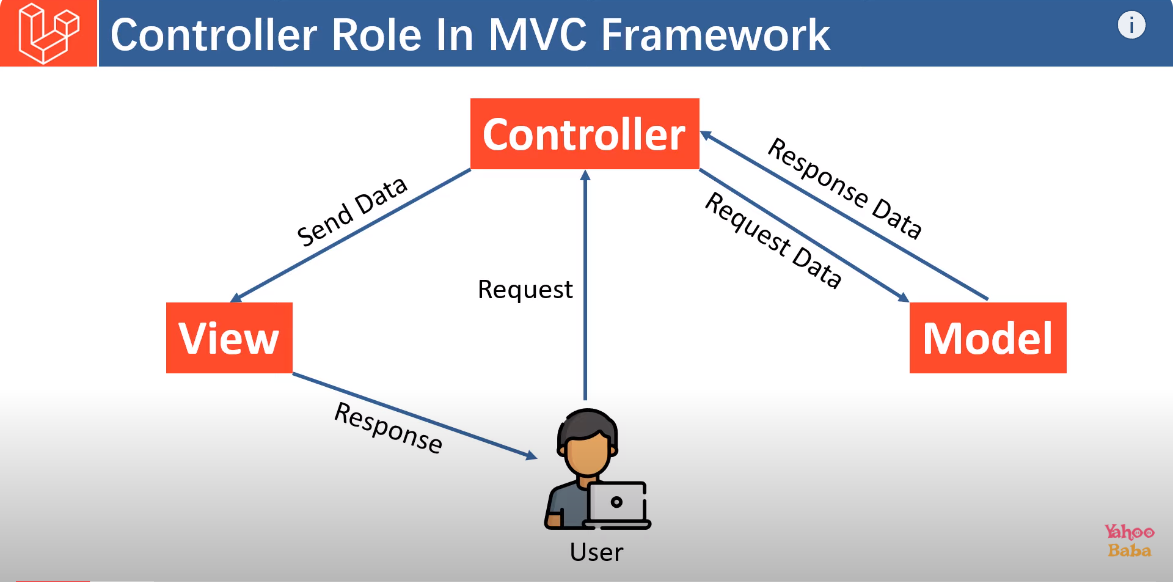 Controller Role In MVC Framework
i
Controller
Send Data
Response Data
Request Data
Request
View
Model
Response
User
Yahoo
Baba